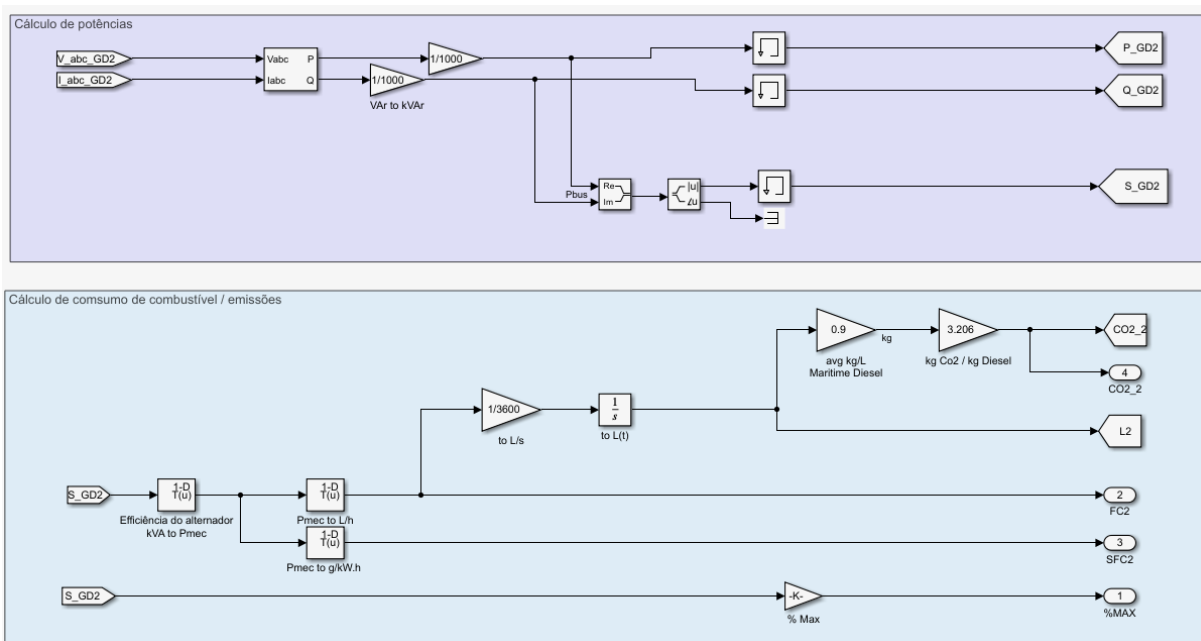 Cálculo de potências
V_abc_GD2
I_abc_GD2
Vabc
Iabc
P
Q
1/1000
1/1000
VAr to kVAr
P_GD2
Q_GD2
Pbus
Re
Im
|u|
∠u
S_GD2
Cálculo de comsumo de combustível / emissões
0.9
avg kg/L
Maritime Diesel
kg
3.206
kg Co2 / kg Diesel
CO2_2
4
CO2_2
1/3600
to L/s
1
s
to L(t)
L2
S_GD2
1-D
T(u)
Efficiência do alternador
kVA to Pmec
1-D
T(u)
Pmec to L/h
2
FC2
1-D
T(u)
Pmec to g/kW.h
3
SFC2
S_GD2
-K-
% Max
1
%MAX